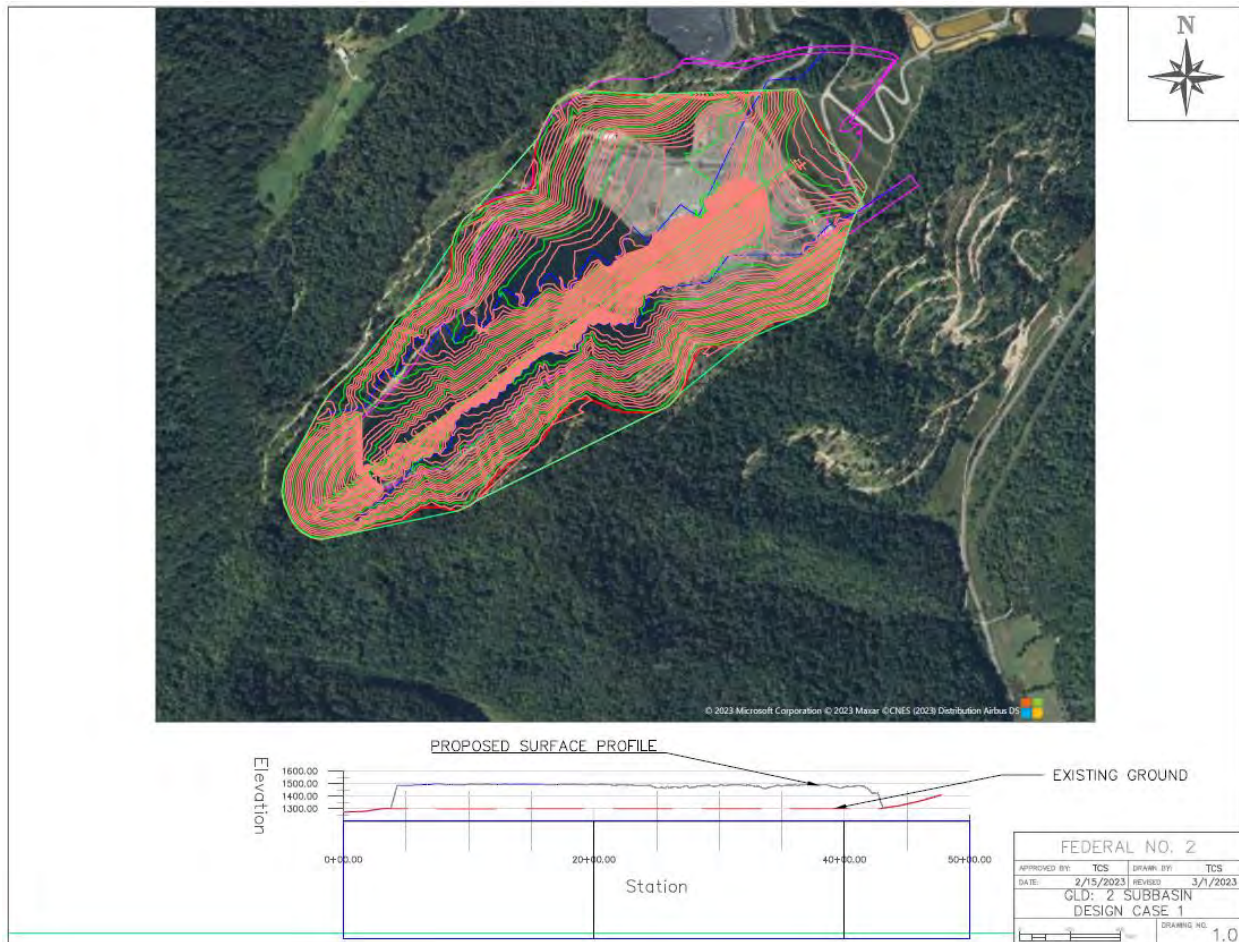 N
© 2023 Microsoft Corporation © 2023 Maxar ©CNES (2023) Distribution Airbus DS
PROPOSED SURFACE PROFILE
EXISTING GROUND
Elevation
1600.00
1500.00
1400.00
1300.00
0+00.00
20+00.00
40+00.00
50+00.00
Station
FEDERAL NO. 2
APPROVED BY: TCS DRAWN BY: TCS
DATE: 2/15/2023 REVISED 3/1/2023
GLD: 2 SUBBASIN
DESIGN CASE 1
DRAWING NO. 1.0